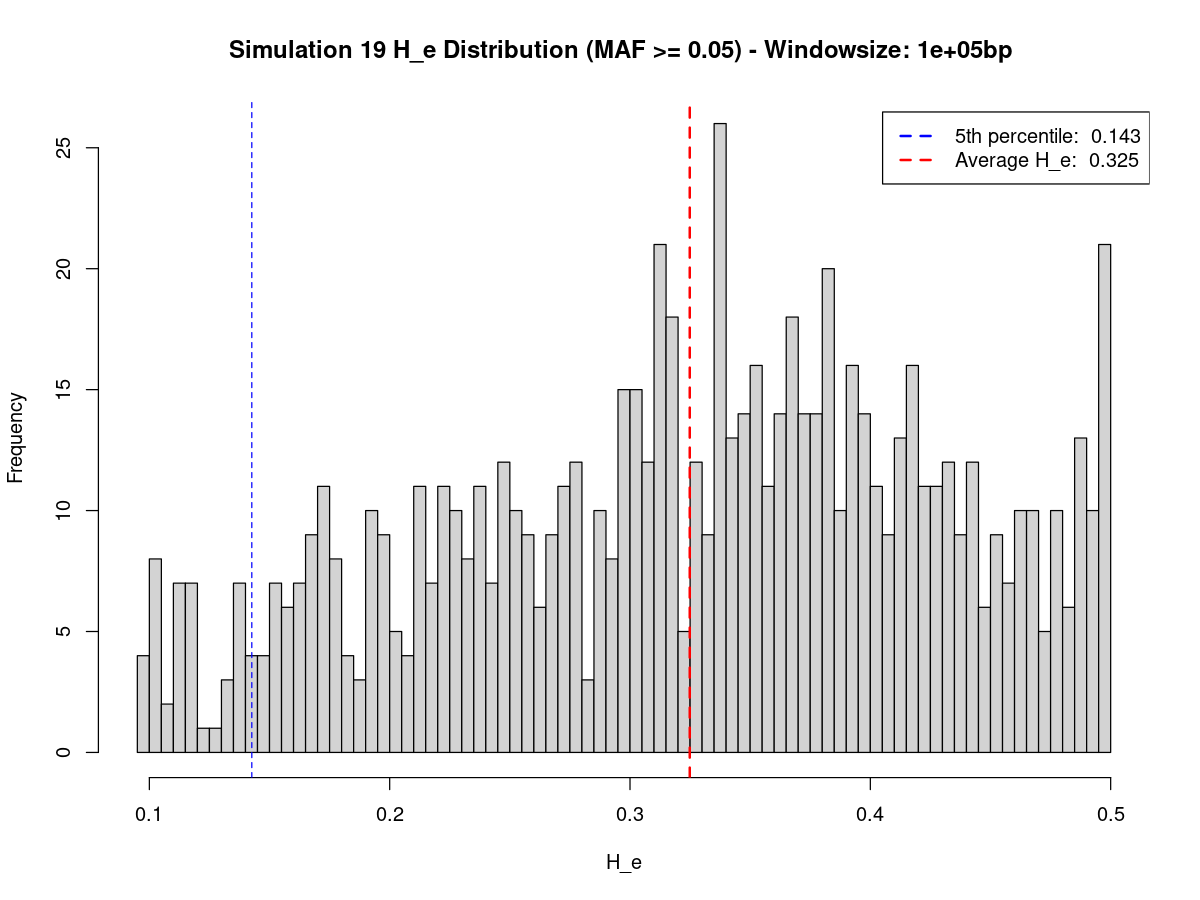 Simulation 19 H_e Distribution (MAF >= 0.05) - Windowsize: 1e+05bp
5th percentile:  0.143
Average H_e:  0.325
Frequency
25
20
15
10
5
0
0.1
0.2
0.3
0.4
0.5
H_e